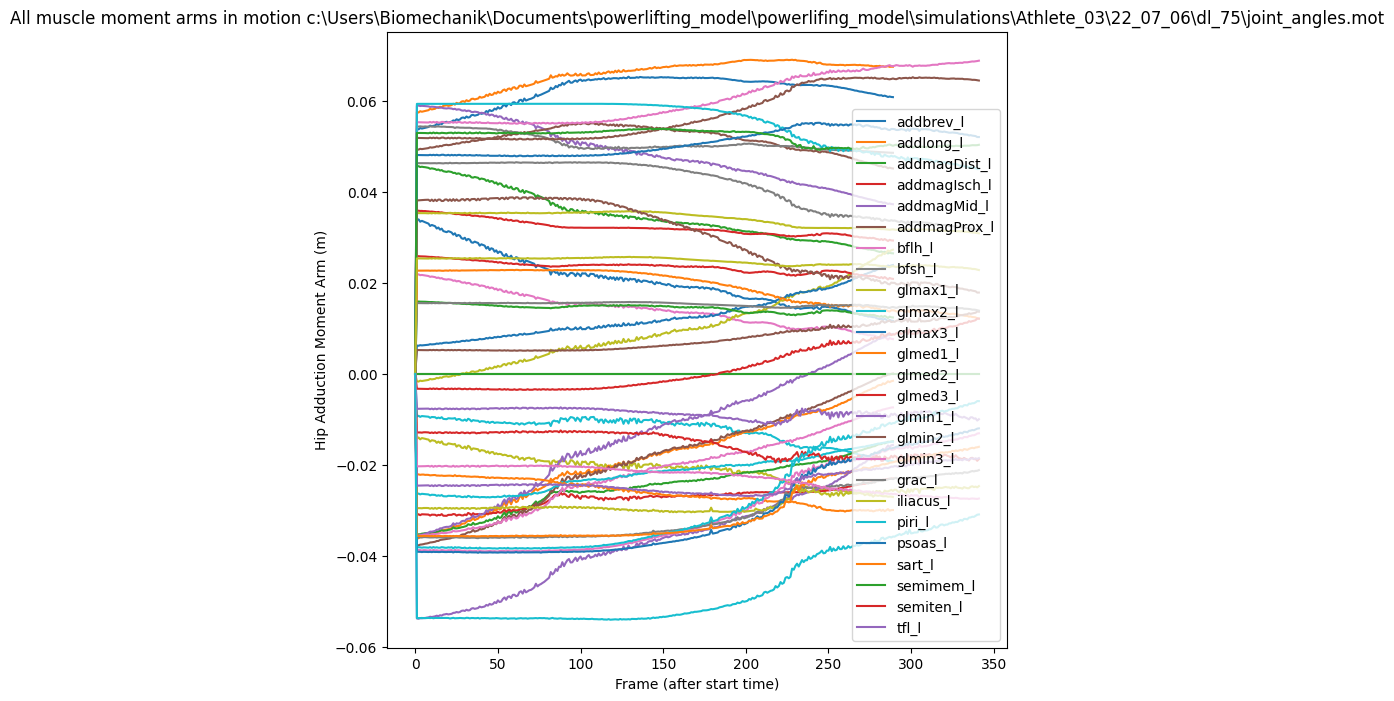 All muscle moment arms in motion c:\Users\Biomechanik\Documents\powerlifting_model\powerlifing_model\simulations\Athlete_03\22_07_06\dl_75\joint_angles.mot
Hip Adduction Moment Arm (m)
0.06
0.04
0.02
0.00
−0.02
−0.04
−0.06
addbrev_l
addlong_l
addmagDist_l
addmagIsch_l
addmagMid_l
addmagProx_l
bflh_l
bfsh_l
glmax1_l
glmax2_l
glmax3_l
glmed1_l
glmed2_l
glmed3_l
glmin1_l
glmin2_l
glmin3_l
grac_l
iliacus_l
piri_l
psoas_l
sart_l
semimem_l
semiten_l
tfl_l
0 50 100 150 200 250 300 350
Frame (after start time)